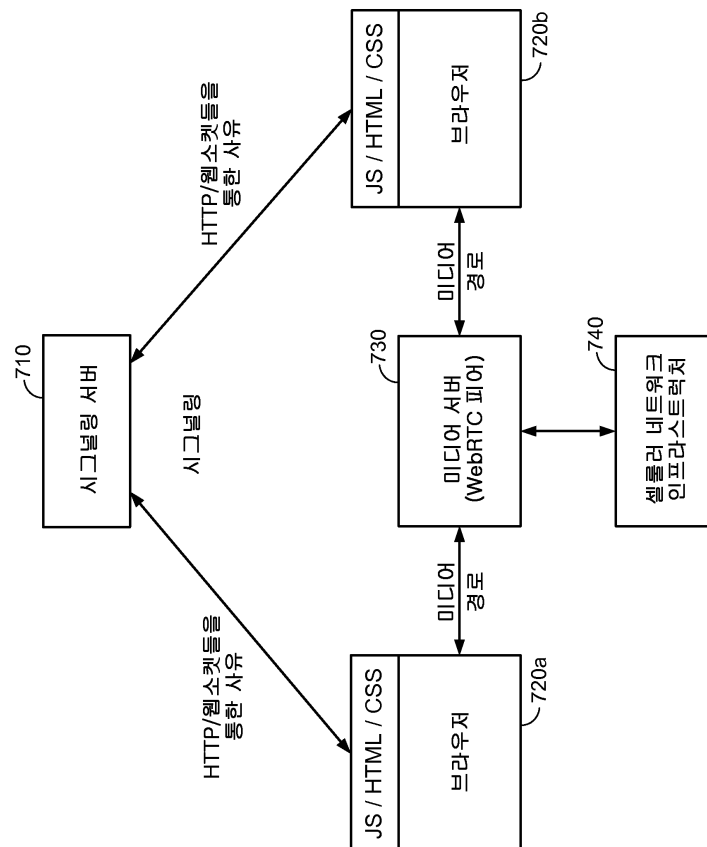 710
시그널링 서버
HTTP/웹소켓들을
통한 사유
시그널링
HTTP/웹소켓들을
통한 사유
JS / HTML / CSS
브라우저
720a
미디어
경로
730
미디어 서버
(WebRTC 피어)
미디어
경로
JS / HTML / CSS
브라우저
720b
740
셀룰러 네트워크
인프라스트럭처